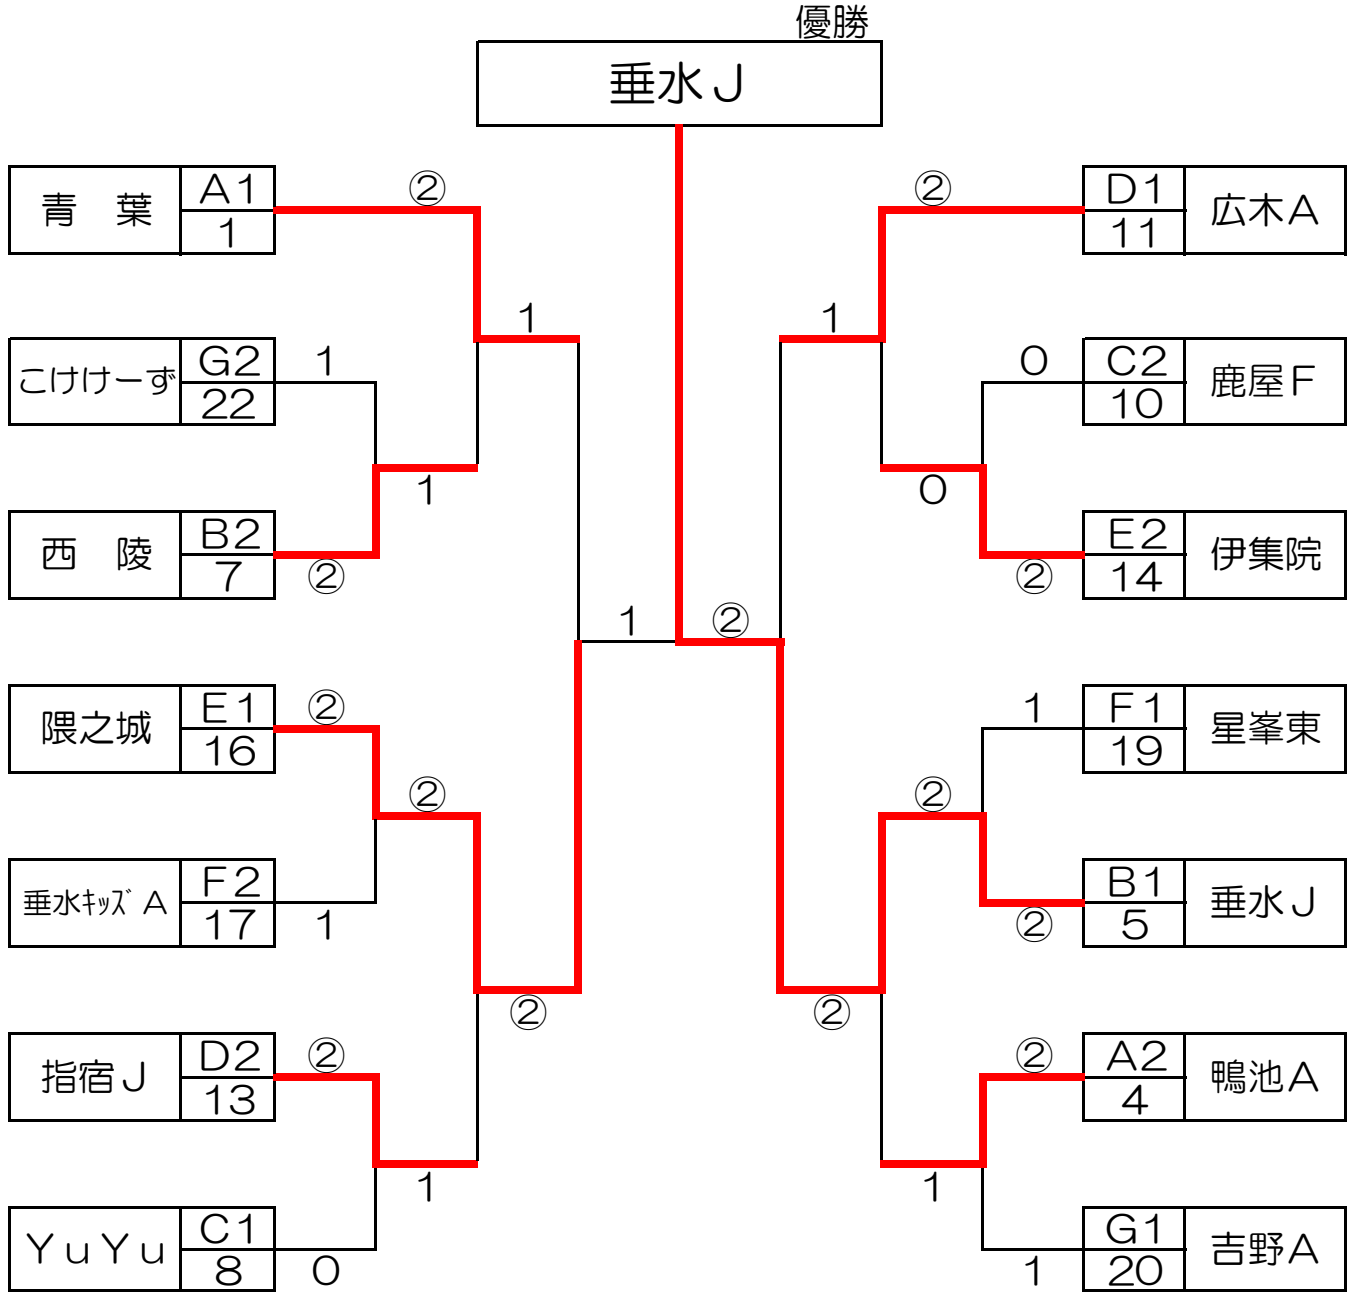 優勝
垂水J
② ②
青　葉 A1 D1 広木A
1 11
1 1
こけけーず G2 1 0 C2 鹿屋F
22 10
1 0
西　陵 B2 E2 伊集院
7 ② ② 14
1 ②
隈之城 E1 ② 1 F1 星峯東
16 19
② ②
垂水ｷｯｽﾞA F2 B1 垂水J
17 1 ② 5
② ②
指宿J D2 ② ② A2 鴨池A
13 4
1 1
YuYu C1 G1 吉野A
8 0 1 20